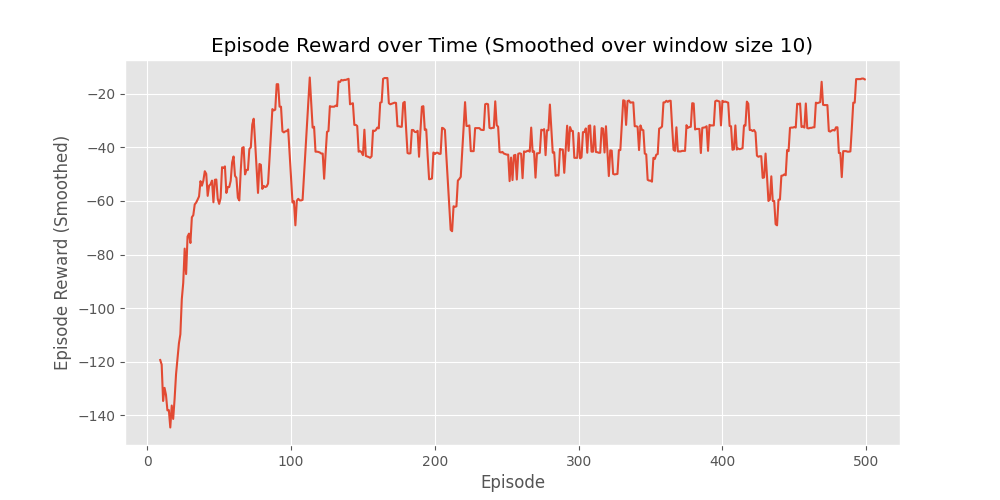 Episode Reward over Time (Smoothed over window size 10)
Episode Reward (Smoothed)
−20
−40
−60
−80
−100
−120
−140
0 100 200 300 400 500
Episode